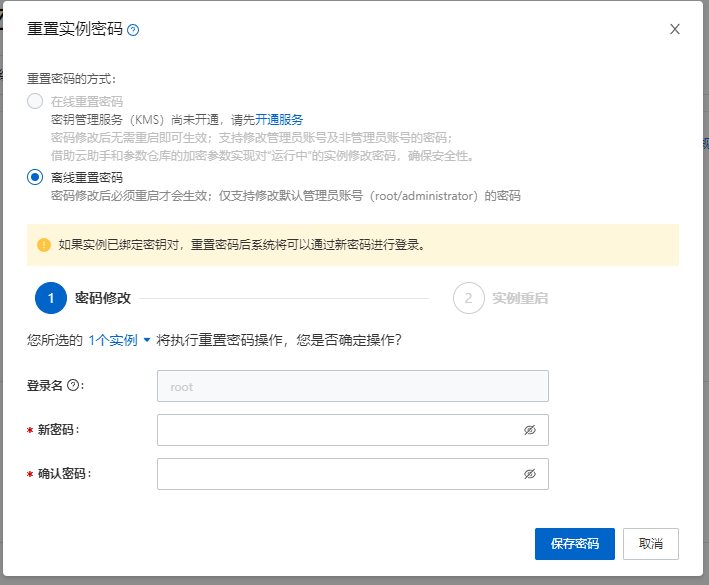 重置实例密码
重置密码的方式:
在线重置密码
密钥管理服务（KMS）尚未开通，请先开通服务
密码修改后无需重启即可生效；支持修改管理员账号及非管理员账号的密码；
借助云助手和参数仓库的加密参数实现对"运行中"的实例修改密码，确保安全性。
离线重置密码
密码修改后必须重启才会生效；仅支持修改默认管理员账号（root/administrator）的密码
如果实例已绑定密钥对，重置密码后系统将可以通过新密码进行登录。
1 密码修改
2 实例重启
您所选的 1个实例 将执行重置密码操作，您是否确定操作?
登录名 ?:
root
* 新密码:
* 确认密码:
保存密码
取消